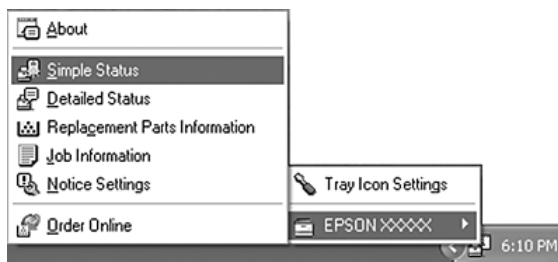 About
Simple Status
Detailed Status
Replacement Parts Information
Job Information
Notice Settings
Order Online
Tray Icon Settings
EPSON XXXXX
6:10 PM